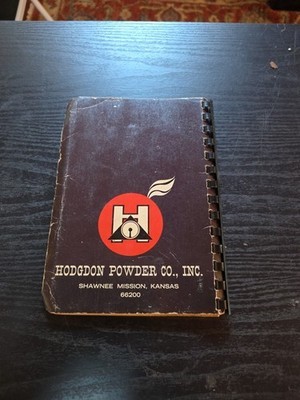 H
HODGDON POWDER CO., INC.
SHAWNEE MISSION, KANSAS
66200